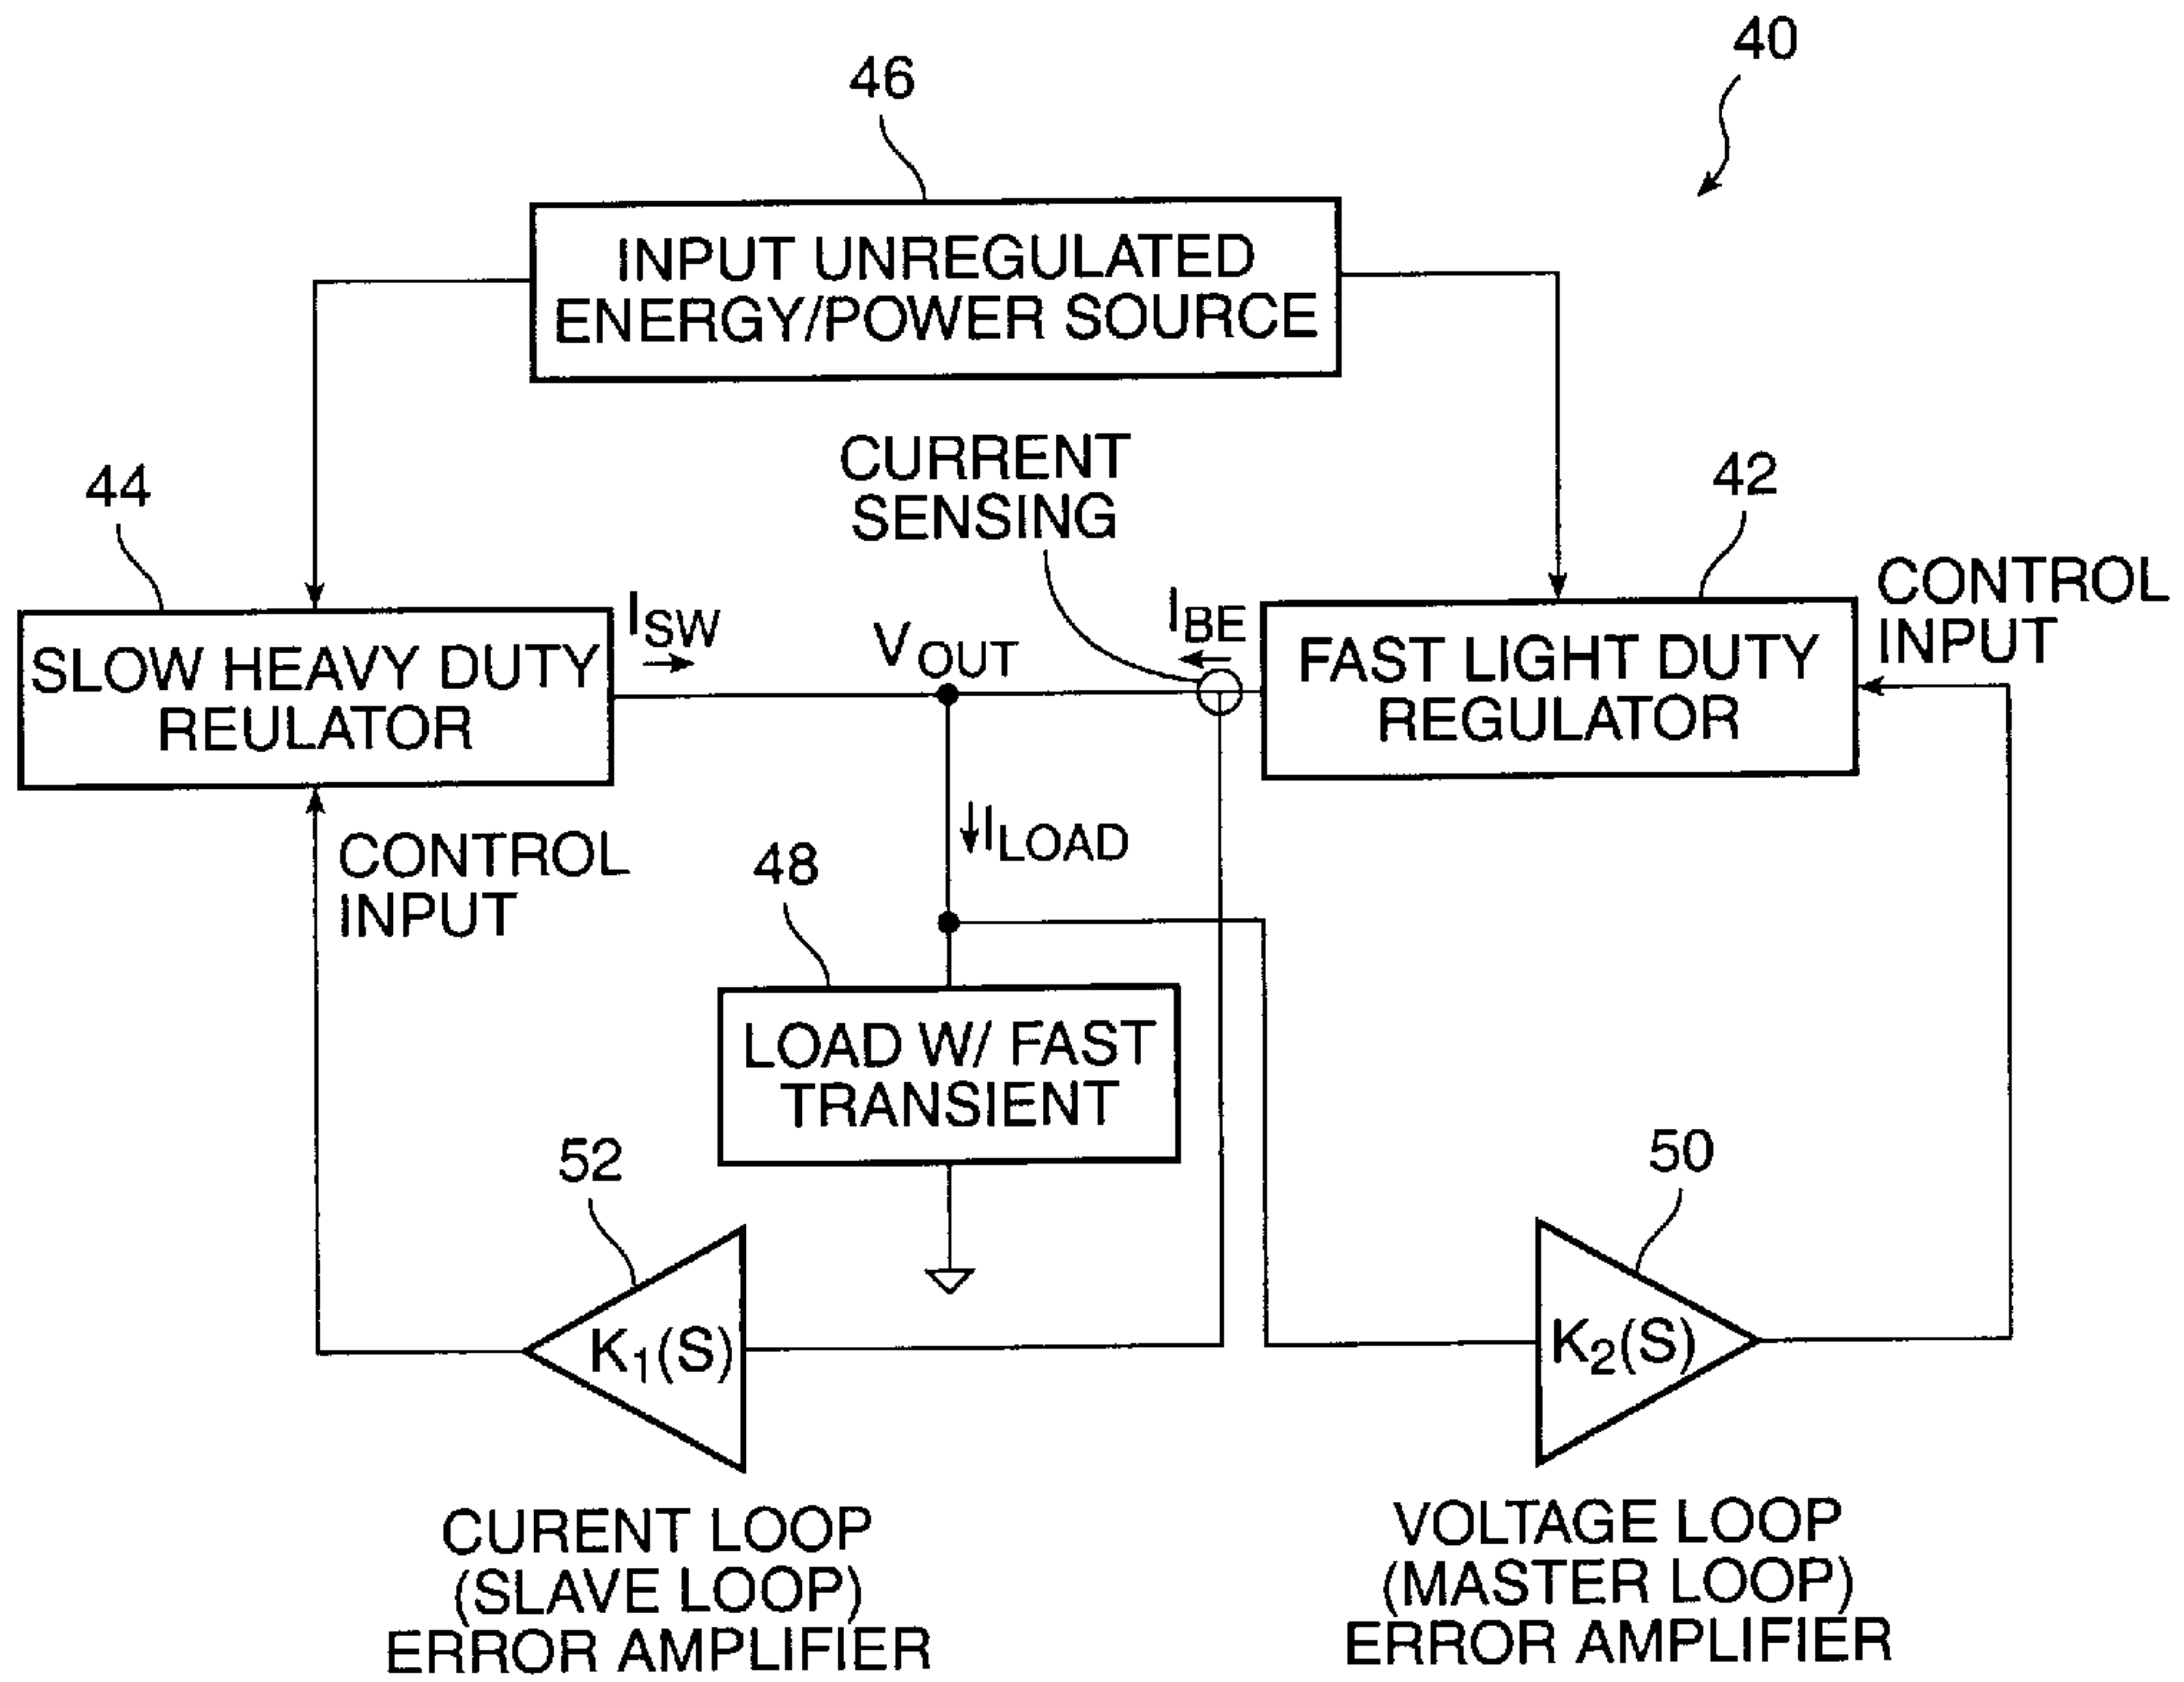 40
46
INPUT UNREGULATED
ENERGY/POWER SOURCE
CURRENT
SENSING
44
42
CONTROL
INPUT
SLOW HEAVY DUTY
REULATOR
ISW
VOUT
IBE
FAST LIGHT DUTY
REGULATOR
CONTROL
INPUT
ILOAD
48
LOAD W/ FAST
TRANSIENT
52
50
K1(S)
K2(S)
CURENT LOOP
(SLAVE LOOP)
ERROR AMPLIFIER
VOLTAGE LOOP
(MASTER LOOP)
ERROR AMPLIFIER